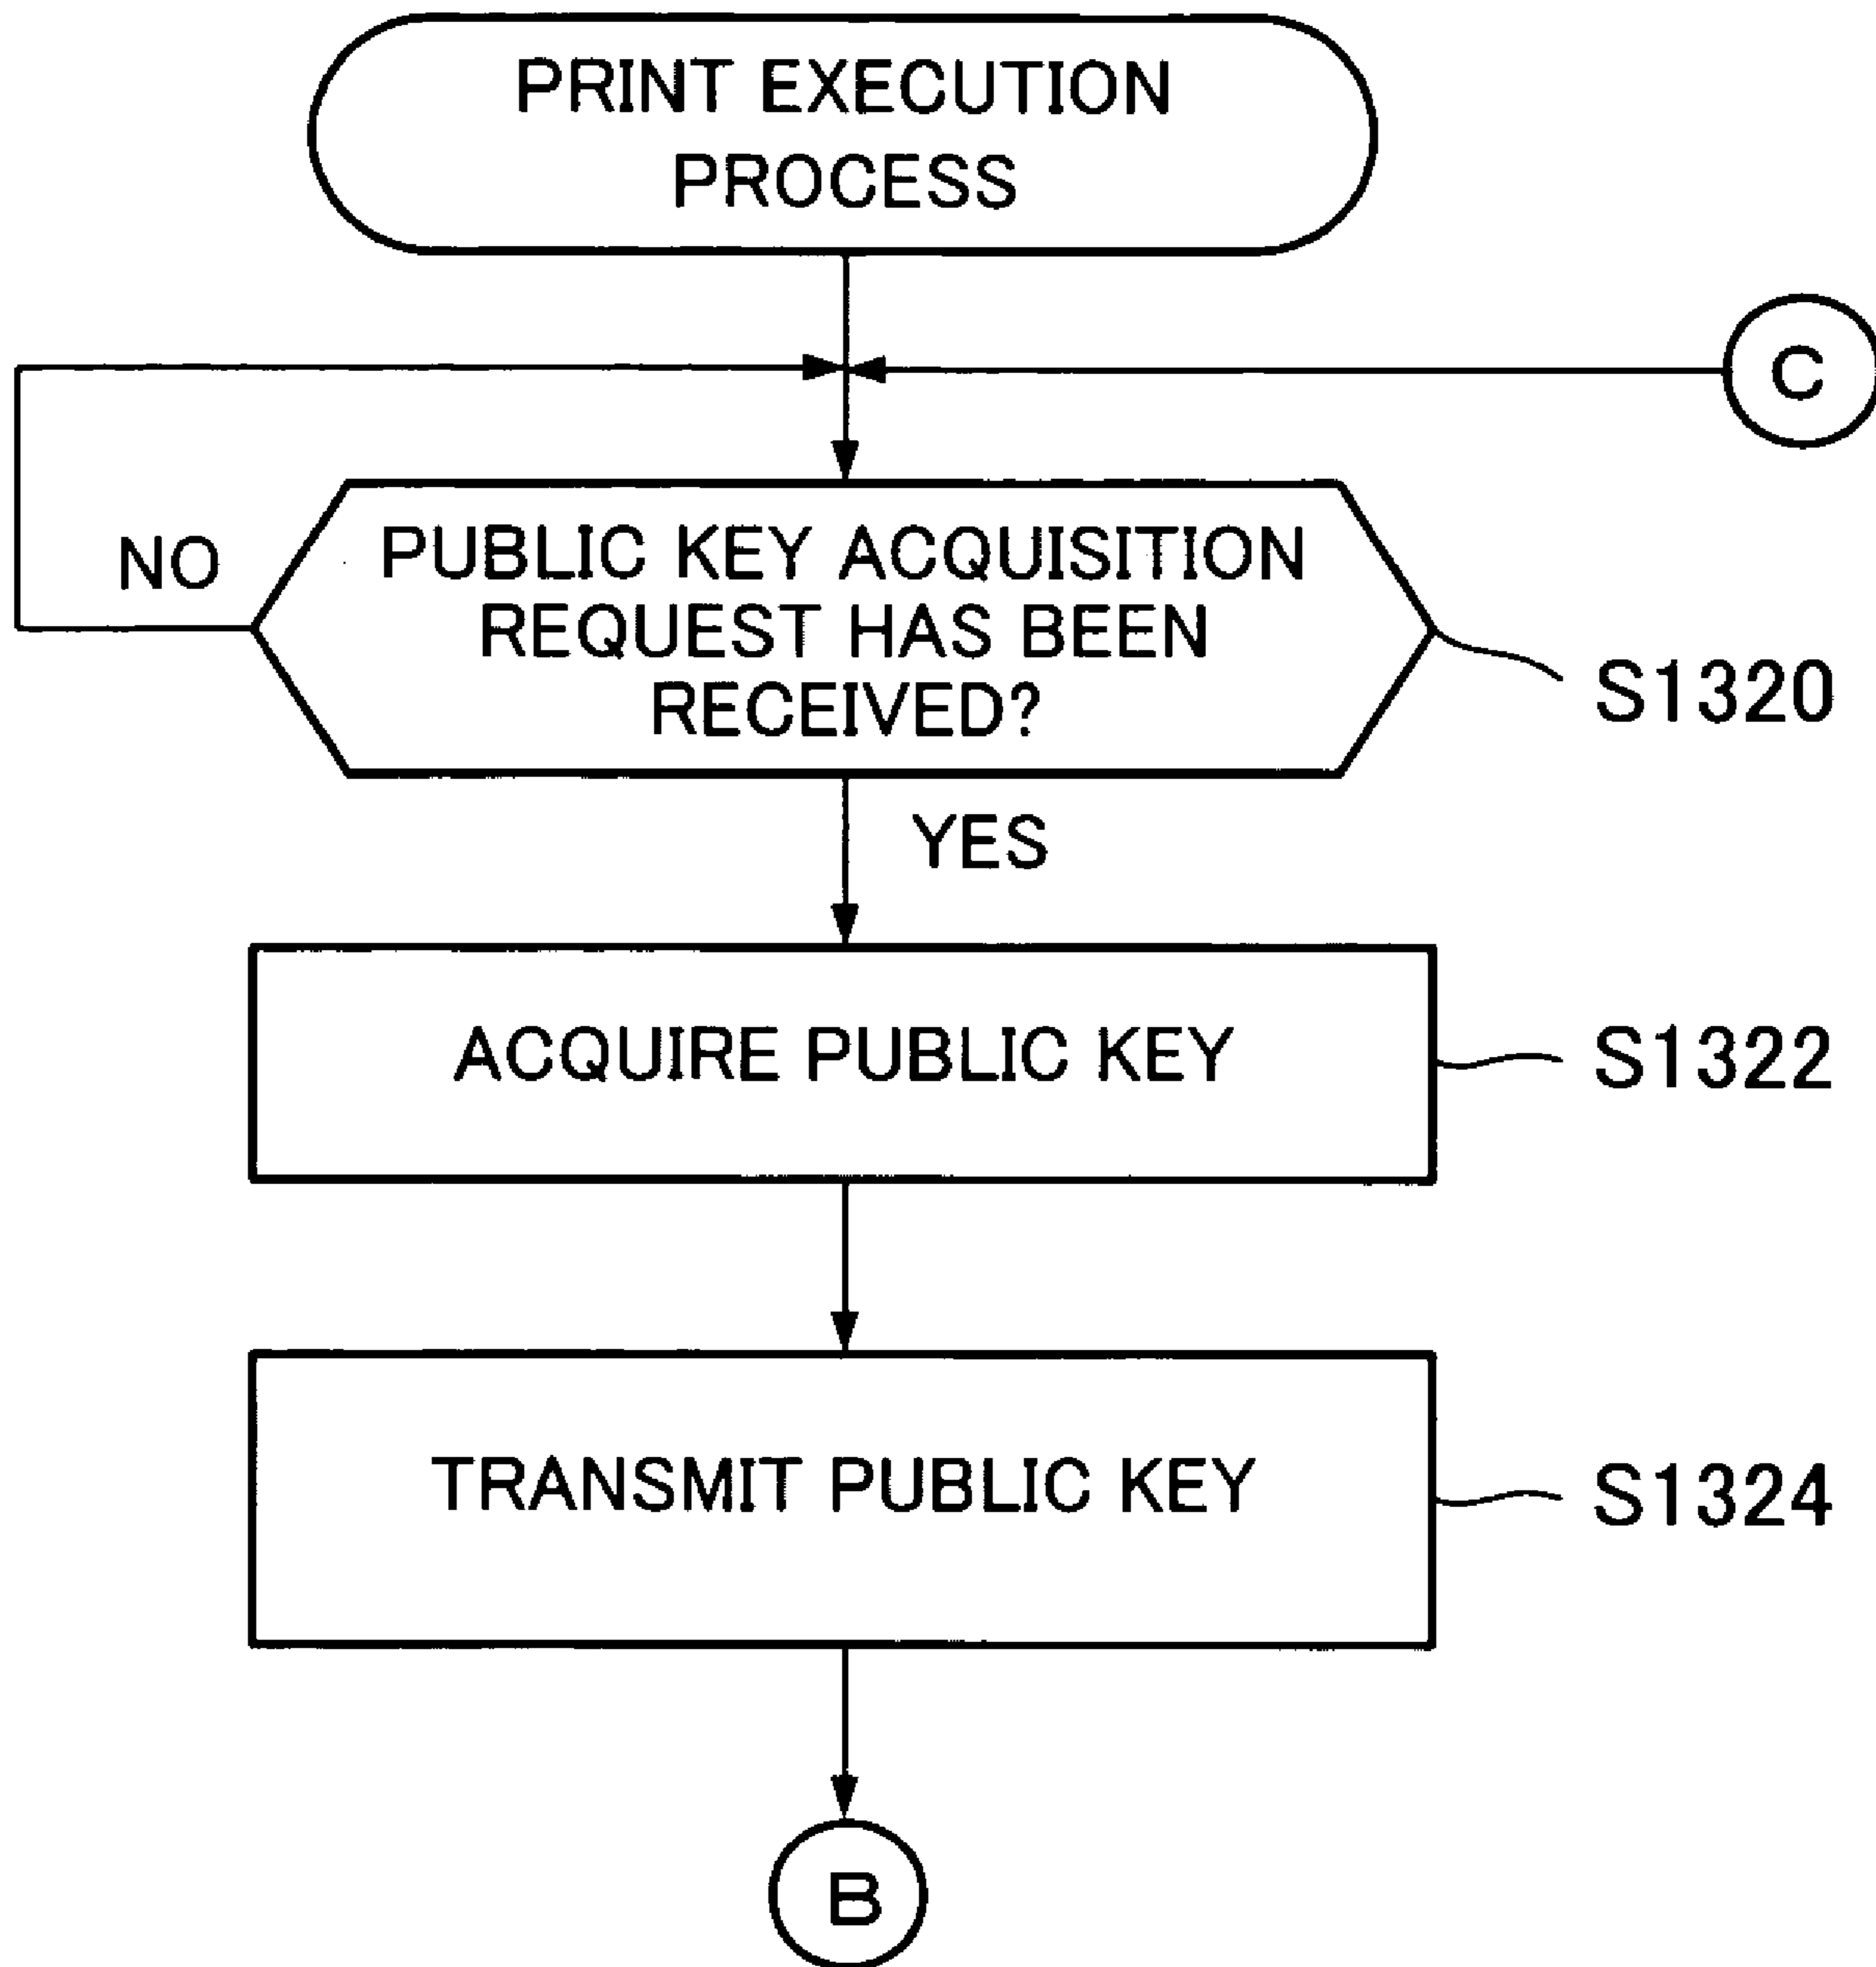 PRINT EXECUTION
PROCESS
C
NO
PUBLIC KEY ACQUISITION
REQUEST HAS BEEN
RECEIVED?
S1320
YES
ACQUIRE PUBLIC KEY
S1322
TRANSMIT PUBLIC KEY
S1324
B